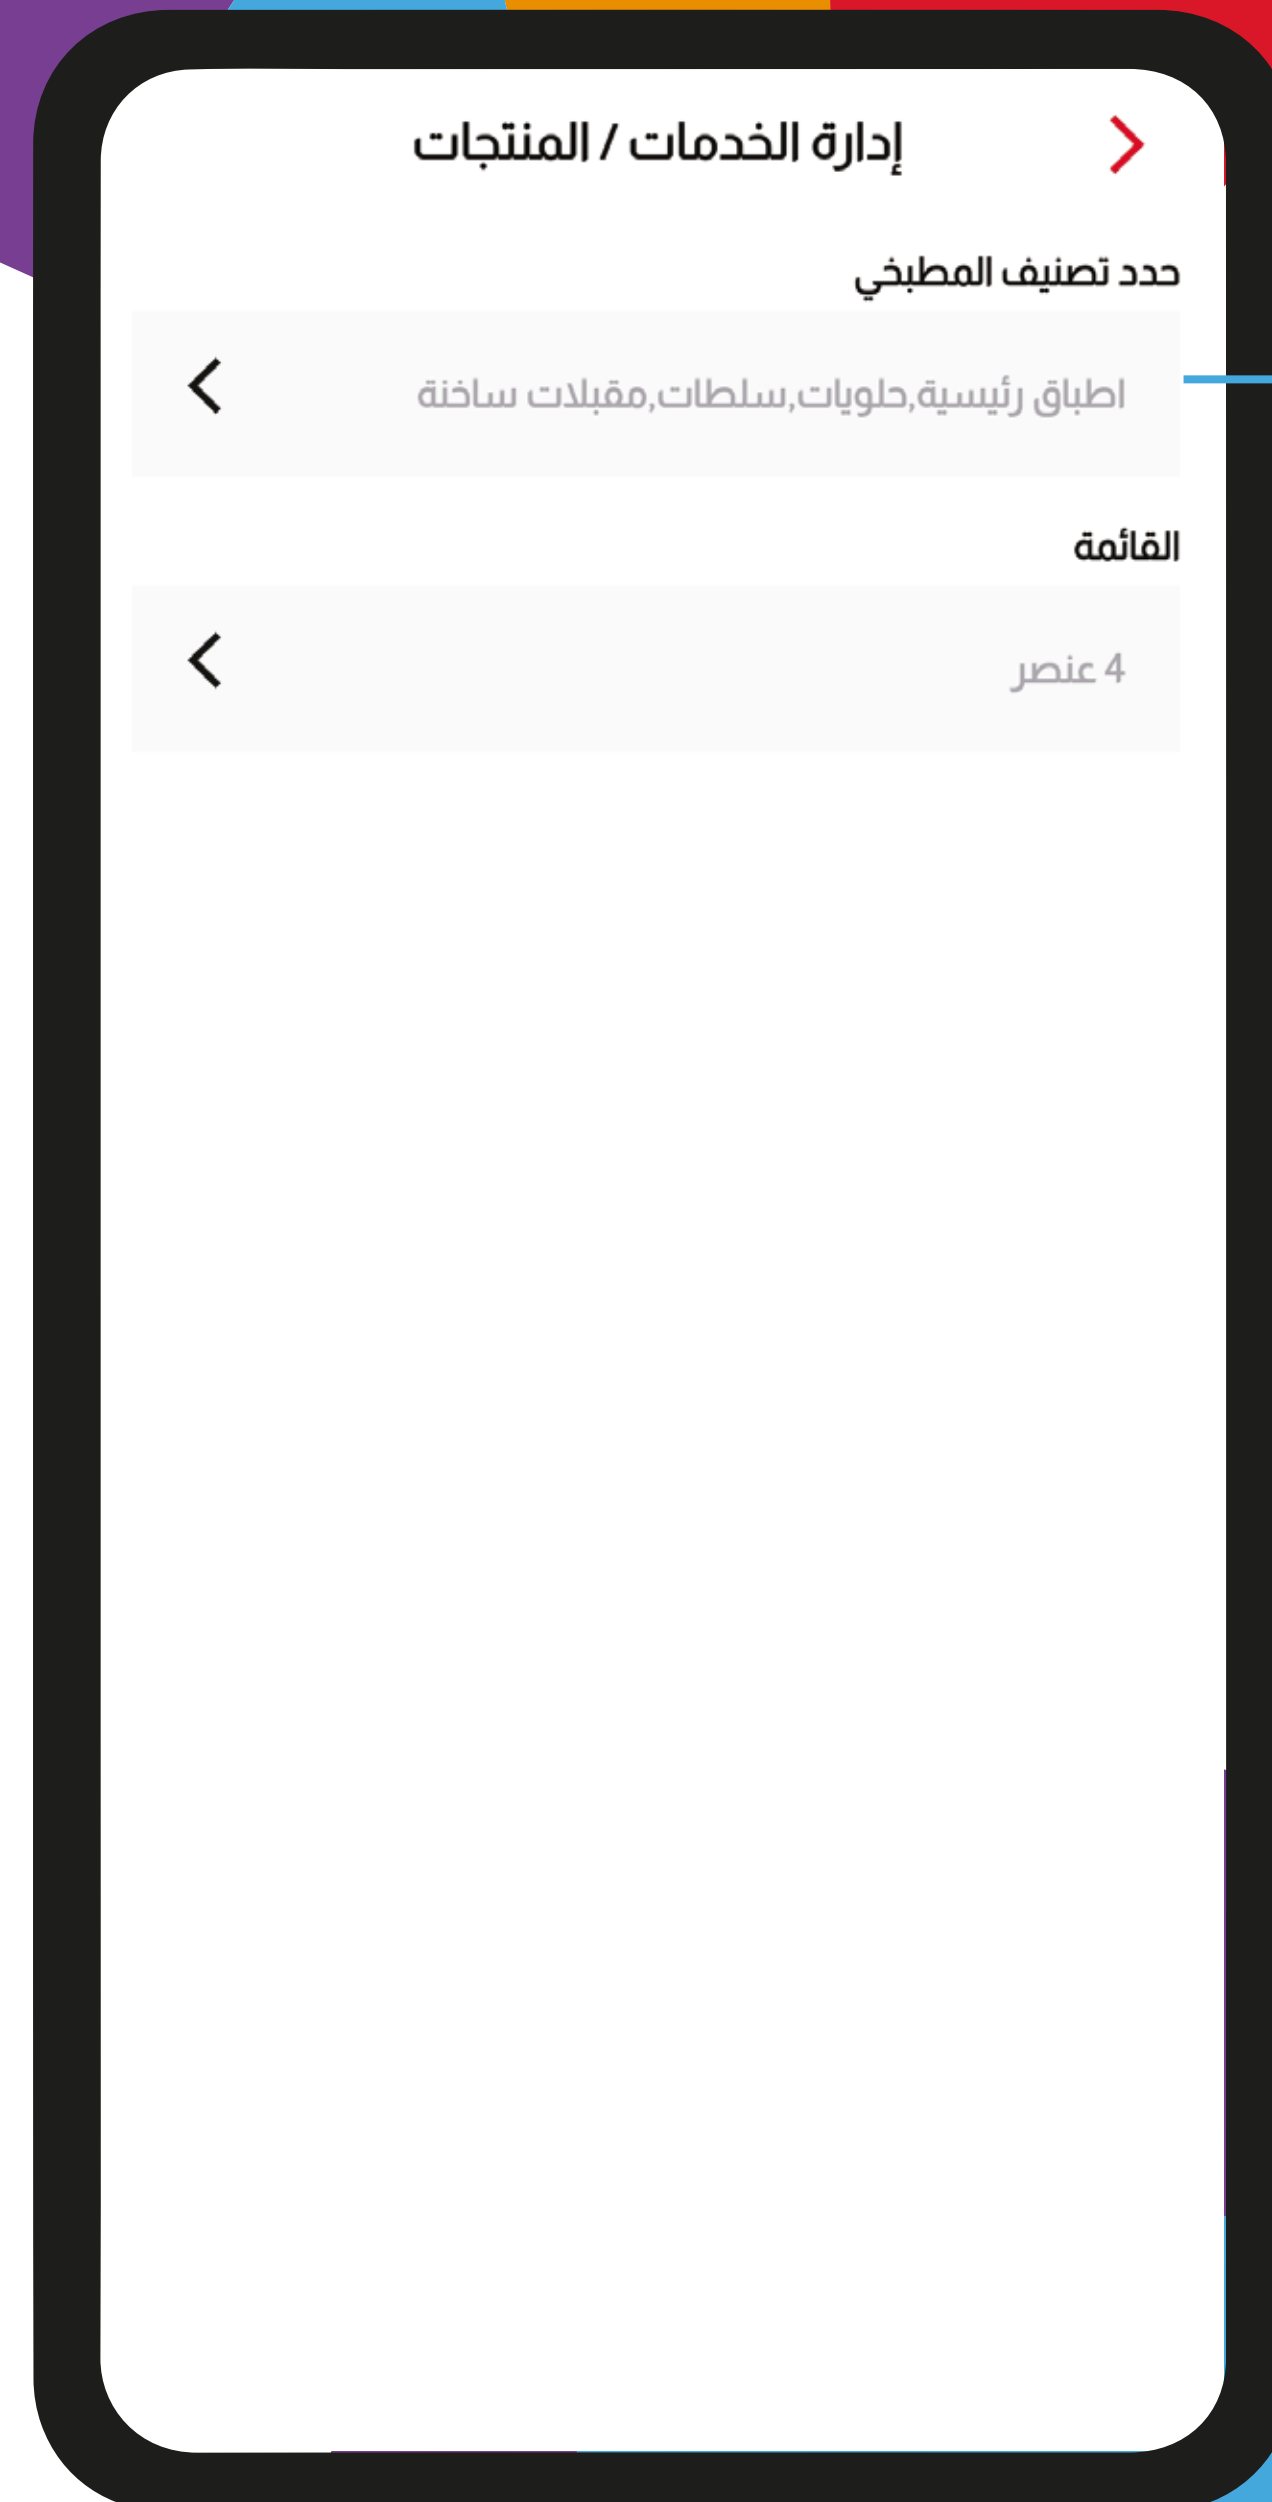 إدارة الخدمات / المنتجات
حدد تصنيف المطبخي
اطباق رئيسية,حلويات,سلطات,مقبلات ساخنة
القائمة
4 عنصر